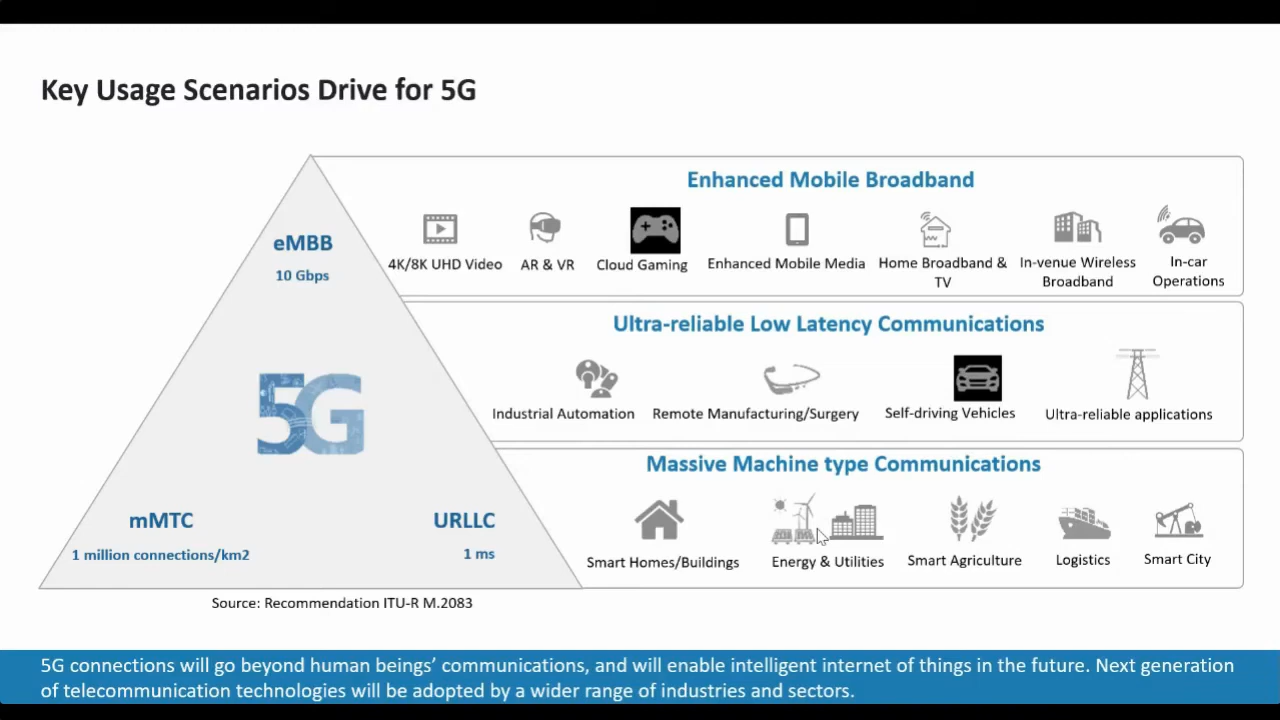 Key Usage Scenarios Drive for 5G
eMBB
10 Gbps
5G
mMTC
1 million connections/km2
URLLC
1 ms
Enhanced Mobile Broadband
4K/8K UHD Video
AR & VR
Cloud Gaming
Enhanced Mobile Media
Home Broadband &
TV
In-venue Wireless
Broadband
In-car
Operations
Ultra-reliable Low Latency Communications
Industrial Automation
Remote Manufacturing/Surgery
Self-driving Vehicles
Ultra-reliable applications
Massive Machine type Communications
Smart Homes/Buildings
Energy & Utilities
Smart Agriculture
Logistics
Smart City
Source: Recommendation ITU-R M.2083
5G connections will go beyond human beings’ communications, and will enable intelligent internet of things in the future. Next generation
of telecommunication technologies will be adopted by a wider range of industries and sectors.